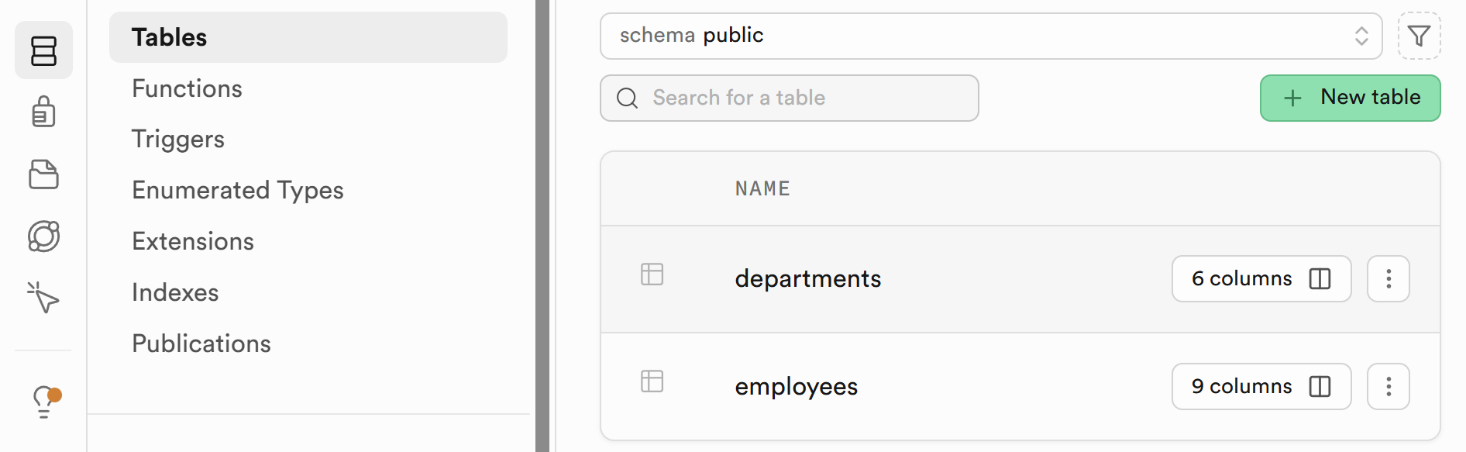 Tables
Functions
Triggers
Enumerated Types
Extensions
Indexes
Publications
schema public
Search for a table
New table
NAME
departments
6 columns
employees
9 columns